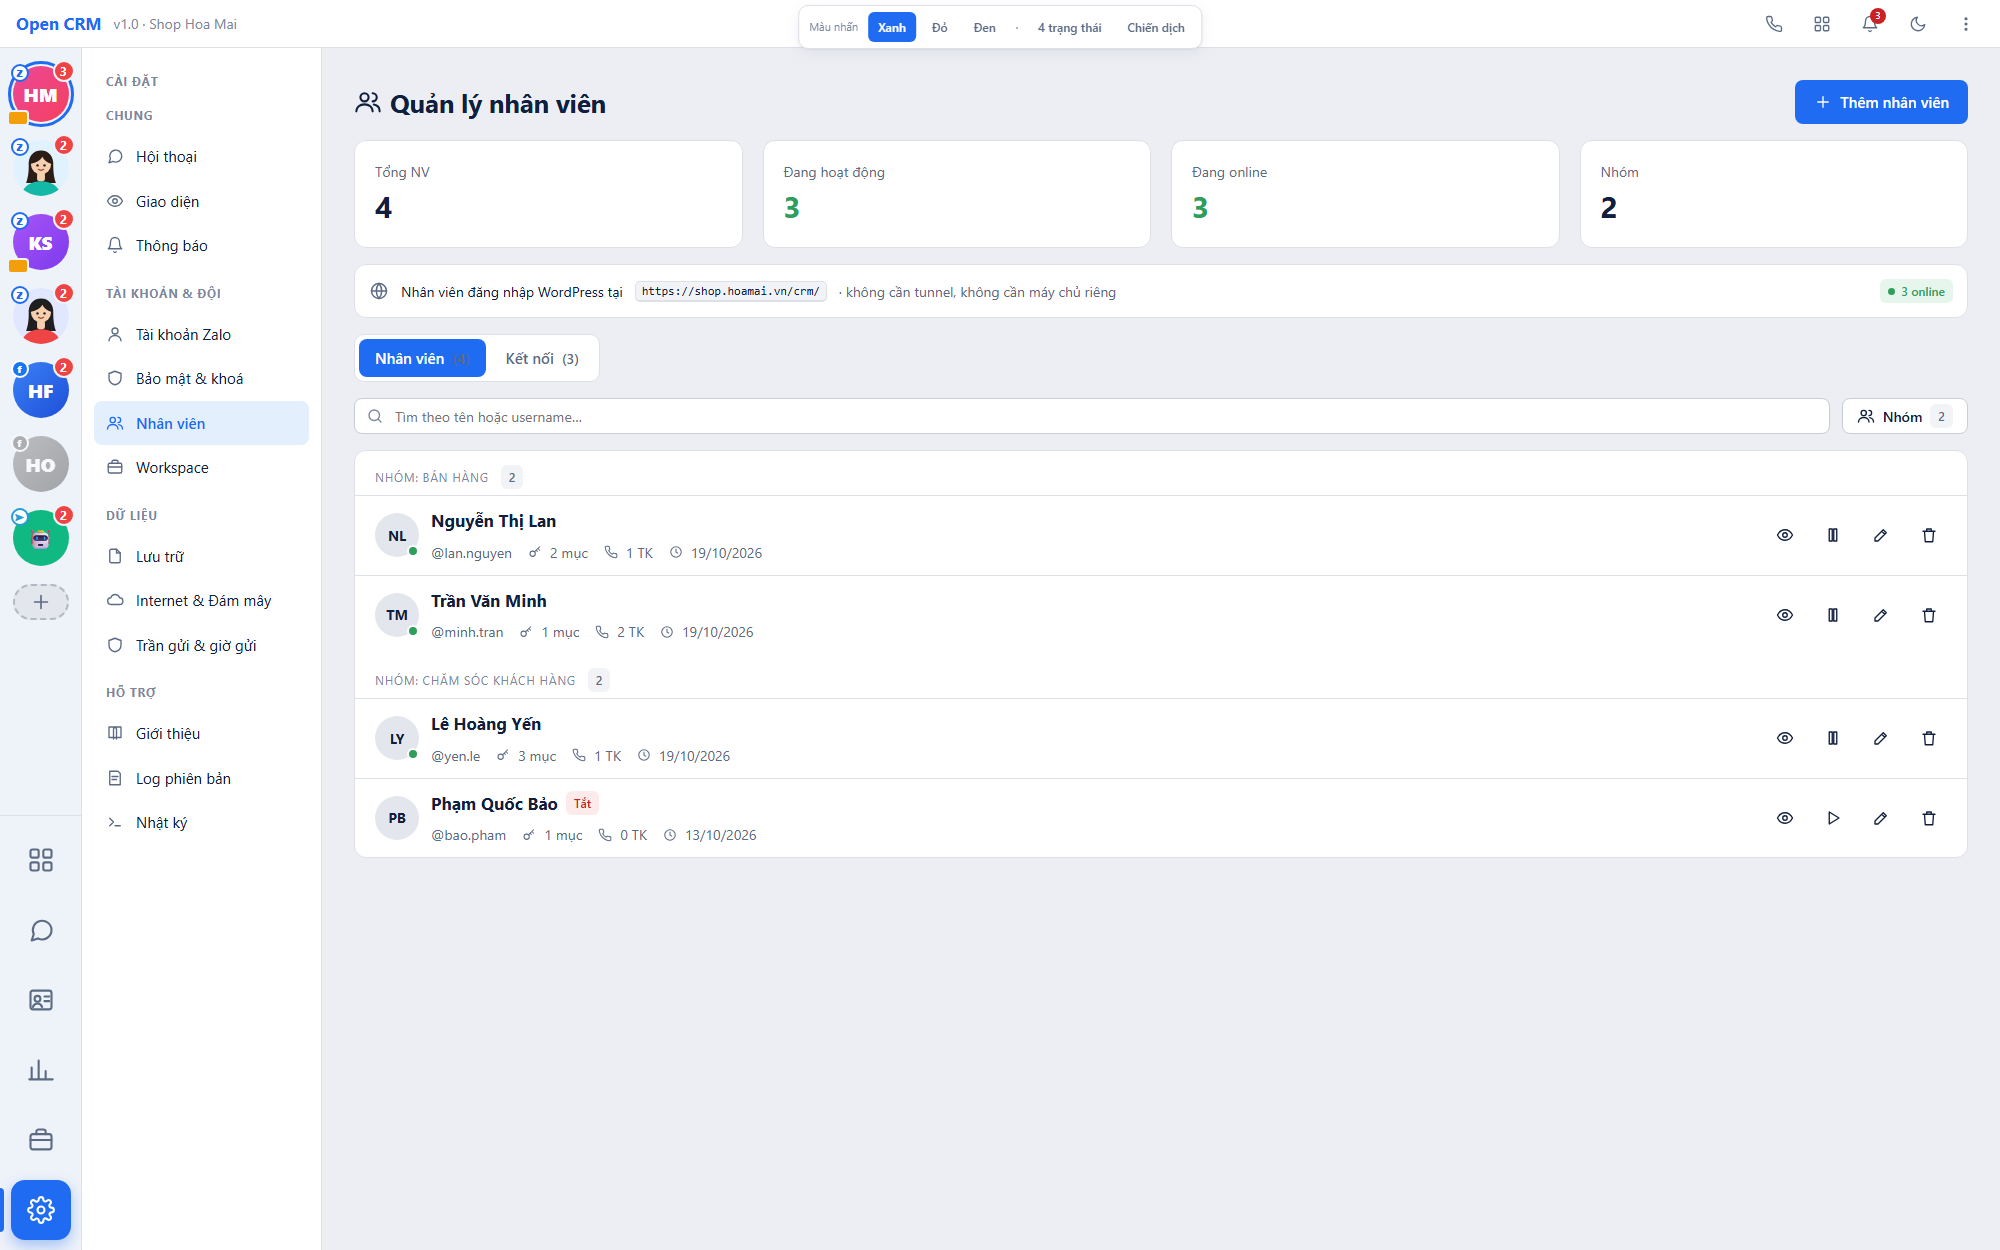 Open CRM v1.0 · Shop Hoa Mai
Màu nhấn Xanh Đỏ Đen · 4 trạng thái Chiến dịch
3
HM 3
2
KS 2
2
HF 2
HO
2
CÀI ĐẶT
CHUNG
Hội thoại
Giao diện
Thông báo
TÀI KHOẢN & ĐỘI
Tài khoản Zalo
Bảo mật & khoá
Nhân viên
Workspace
DỮ LIỆU
Lưu trữ
Internet & Đám mây
Trần gửi & giờ gửi
HỖ TRỢ
Giới thiệu
Log phiên bản
Nhật ký
Quản lý nhân viên
Thêm nhân viên
Tổng NV
4
Đang hoạt động
3
Đang online
3
Nhóm
2
Nhân viên đăng nhập WordPress tại https://shop.hoamai.vn/crm/ · không cần tunnel, không cần máy chủ riêng
3 online
Nhân viên (4) Kết nối (3)
Tìm theo tên hoặc username...
Nhóm 2
NHÓM: BÁN HÀNG 2
NL Nguyễn Thị Lan
@lan.nguyen 2 mục 1 TK 19/10/2026
TM Trần Văn Minh
@minh.tran 1 mục 2 TK 19/10/2026
NHÓM: CHĂM SÓC KHÁCH HÀNG 2
LY Lê Hoàng Yến
@yen.le 3 mục 1 TK 19/10/2026
PB Phạm Quốc Bảo Tắt
@bao.pham 1 mục 0 TK 13/10/2026